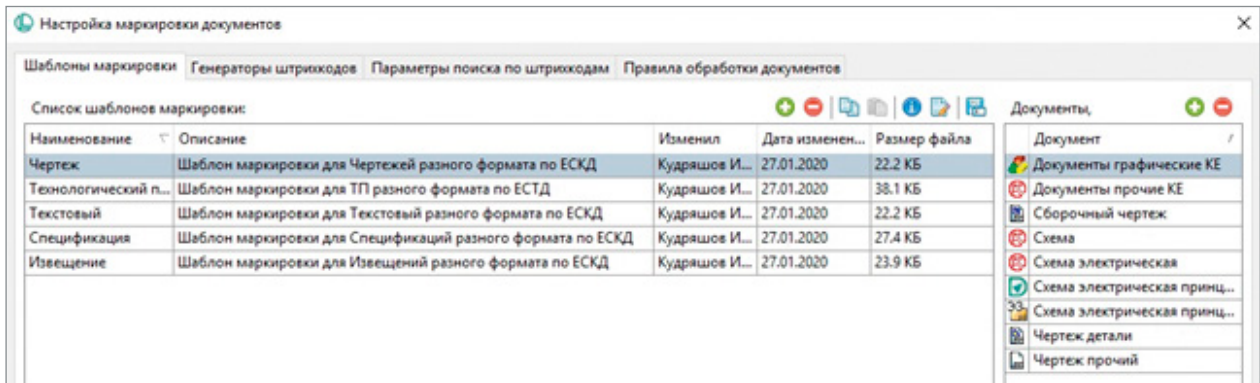 Настройка маркировки документов
Шаблоны маркировки Генераторы штрихкодов Параметры поиска по штрихкодам Правила обработки документов
Список шаблонов маркировки: Документы,
Наименование Описание Изменил Дата изменен... Размер файла Документ
Чертеж Шаблон маркировки для Чертежей разного формата по ЕСКД Кудряшов И... 27.01.2020 22.2 КБ Документы графические КЕ
Технологический п... Шаблон маркировки для ТП разного формата по ЕСТД Кудряшов И... 27.01.2020 38.1 КБ Документы прочие КЕ
Текстовый Шаблон маркировки для Текстовый разного формата по ЕСКД Кудряшов И... 27.01.2020 22.2 КБ Сборочный чертеж
Спецификация Шаблон маркировки для Спецификаций разного формата по ЕСКД Кудряшов И... 27.01.2020 27.4 КБ Схема
Извещение Шаблон маркировки для Извещений разного формата по ЕСКД Кудряшов И... 27.01.2020 23.9 КБ Схема электрическая
Схема электрическая принц...
Схема электрическая принц...
Чертеж детали
Чертеж прочий